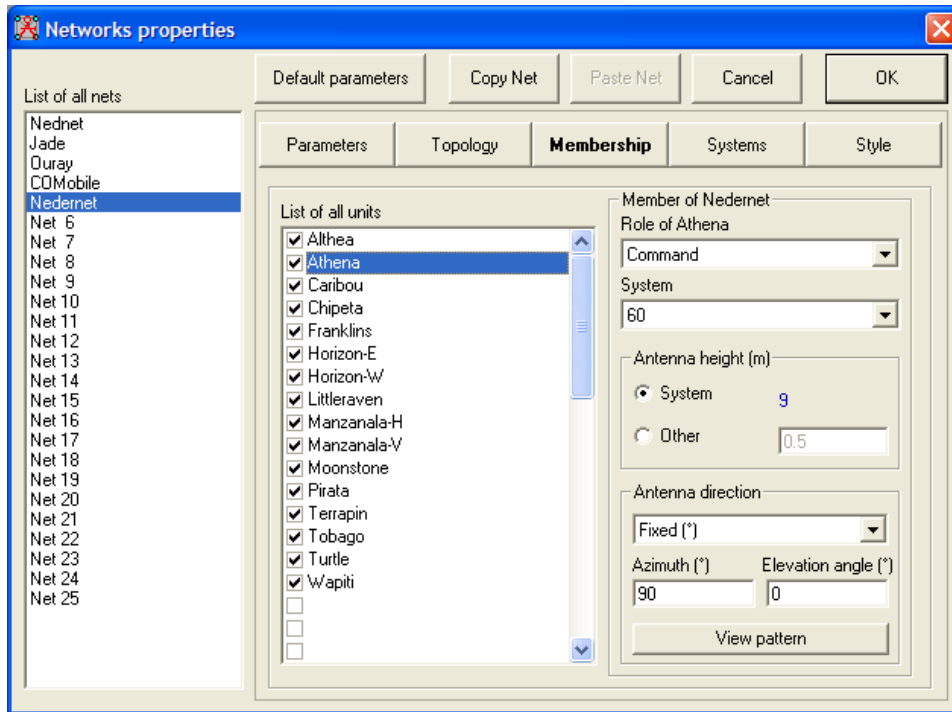 Networks properties
Default parameters
Copy Net
Paste Net
Cancel
OK
List of all nets
Nednet
Jade
Ouray
COMobile
Nedernet
Net 6
Net 7
Net 8
Net 9
Net 10
Net 11
Net 12
Net 13
Net 14
Net 15
Net 16
Net 17
Net 18
Net 19
Net 20
Net 21
Net 22
Net 23
Net 24
Net 25
Parameters
Topology
Membership
Systems
Style
List of all units
Althea
Athena
Caribou
Chipeta
Franklins
Horizon-E
Horizon-W
Littleraven
Manzanala-H
Manzanala-V
Moonstone
Pirata
Terrapin
Tobago
Turtle
Wapiti
Member of Nedernet
Role of Athena
Command
System
60
Antenna height (m)
System 9
Other 0.5
Antenna direction
Fixed (°)
Azimuth (°) Elevation angle (°)
90 0
View pattern